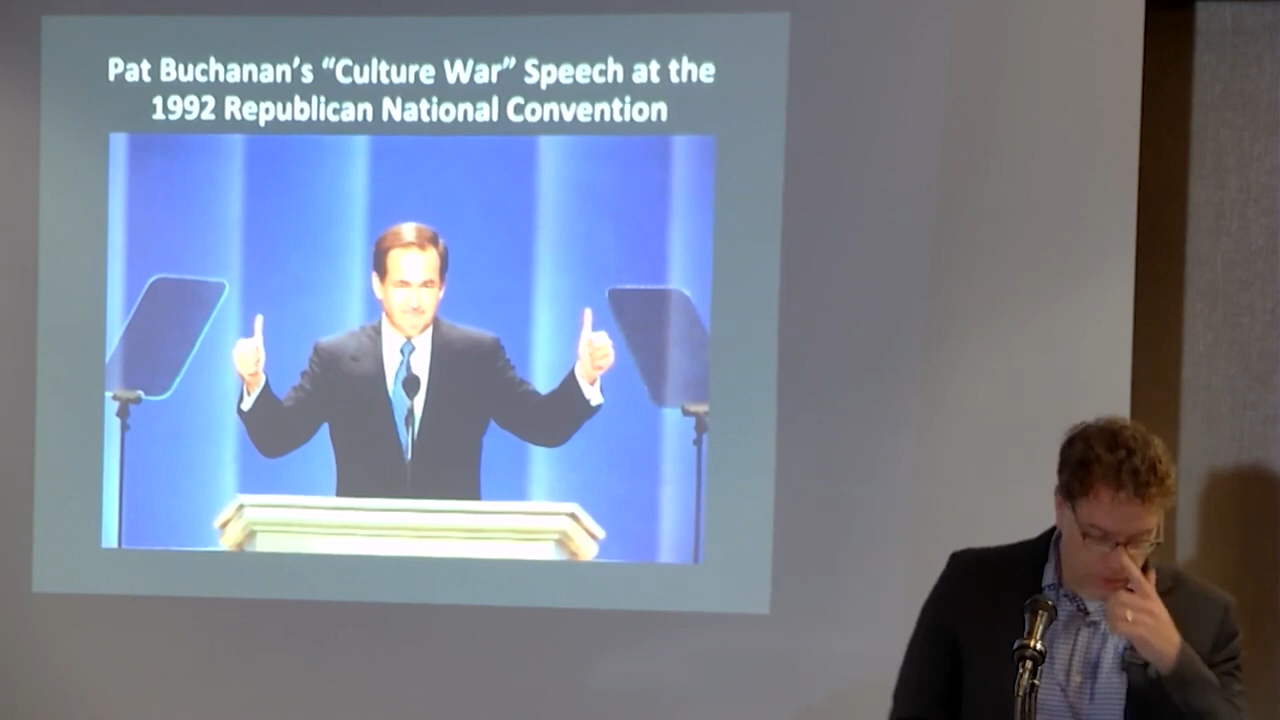 Pat Buchanan’s “Culture War” Speech at the
1992 Republican National Convention